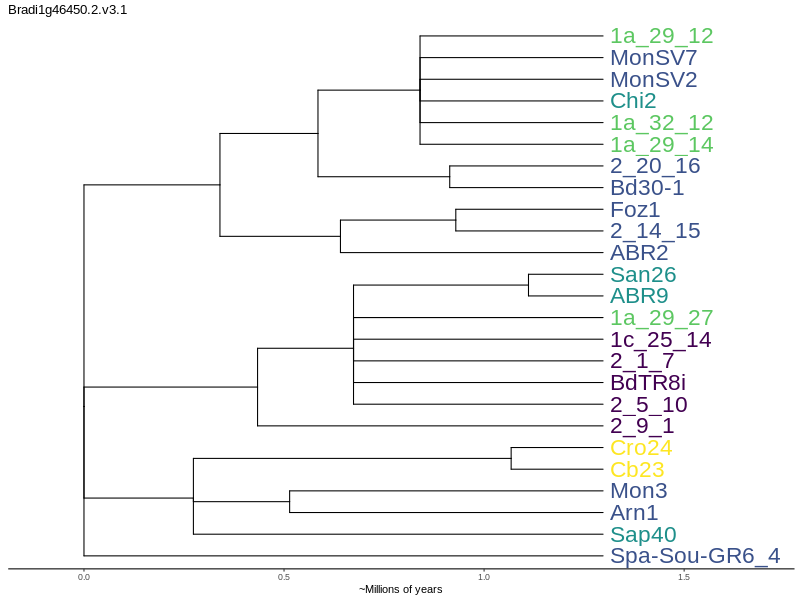 Bradi1g46450.2.v3.1
1a_29_12
MonSV7
MonSV2
Chi2
1a_32_12
1a_29_14
2_20_16
Bd30-1
Foz1
2_14_15
ABR2
San26
ABR9
1a_29_27
1c_25_14
2_1_7
BdTR8i
2_5_10
2_9_1
Cro24
Cb23
Mon3
Arn1
Sap40
Spa-Sou-GR6_4
0.0 0.5 1.0 1.5
~Millions of years